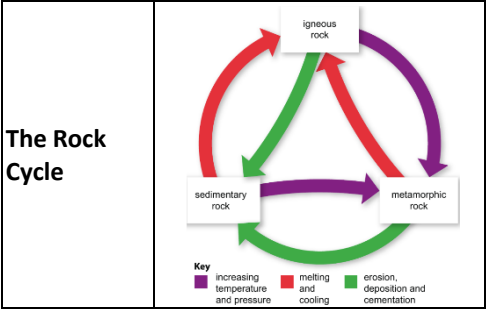 The Rock
Cycle
igneous
rock
sedimentary
rock
metamorphic
rock
Key
increasing
temperature
and pressure
melting
and
cooling
erosion,
deposition and
cementation